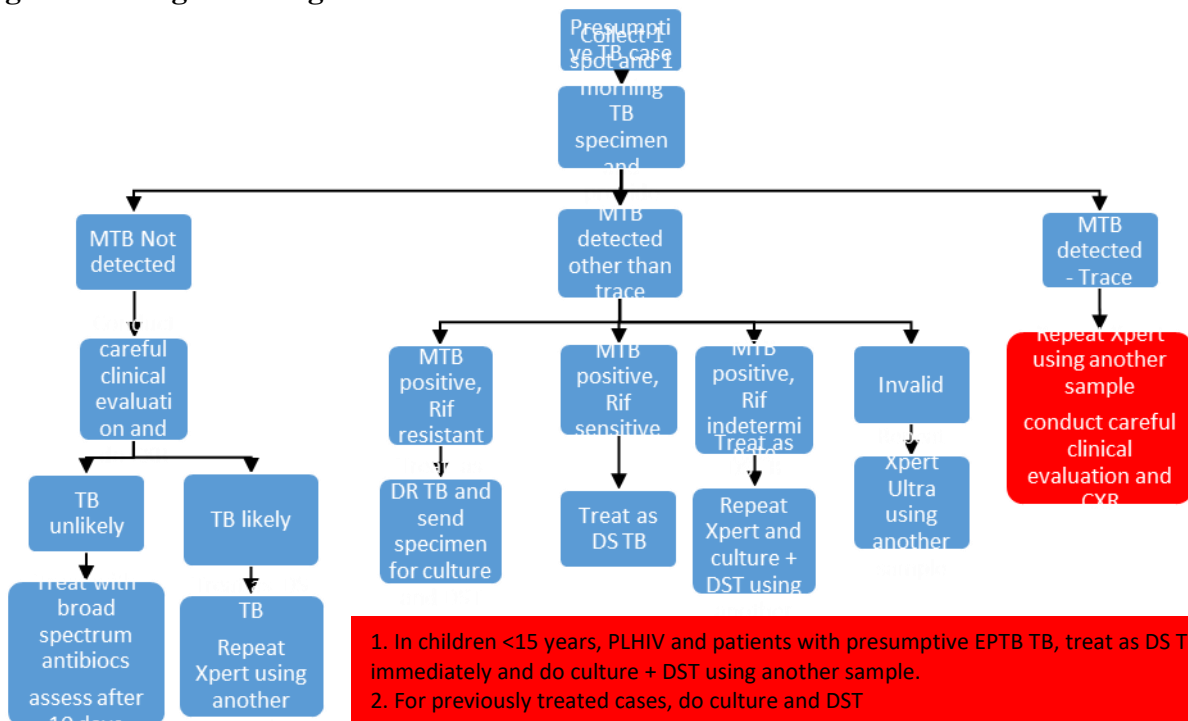 Presumpti
ve TB case
Collect 1
spot and 1
morning
TB
specimen
and
MTB Not
detected
MTB
detected
other than
trace
MTB
detected
- Trace
careful
clinical
evaluati
on and
MTB
positive,
Rif
resistant
MTB
positive,
Rif
sensitive
MTB
positive,
Rif
indetermi
Invalid
Repeat Xpert
using another
sample
conduct careful
clinical
evaluation and
CXR
TB
unlikely
TB likely
DR TB and
send
specimen
for culture
Treat as
DS TB
Treat as
Repeat
Xpert and
culture +
DST using
Xpert
Ultra
using
another
Treat with
broad
spectrum
antibiocs
assess after
10 days
TB
Repeat
Xpert using
another
1. In children <15 years, PLHIV and patients with presumptive EPTB TB, treat as DS T
immediately and do culture + DST using another sample.
2. For previously treated cases, do culture and DST